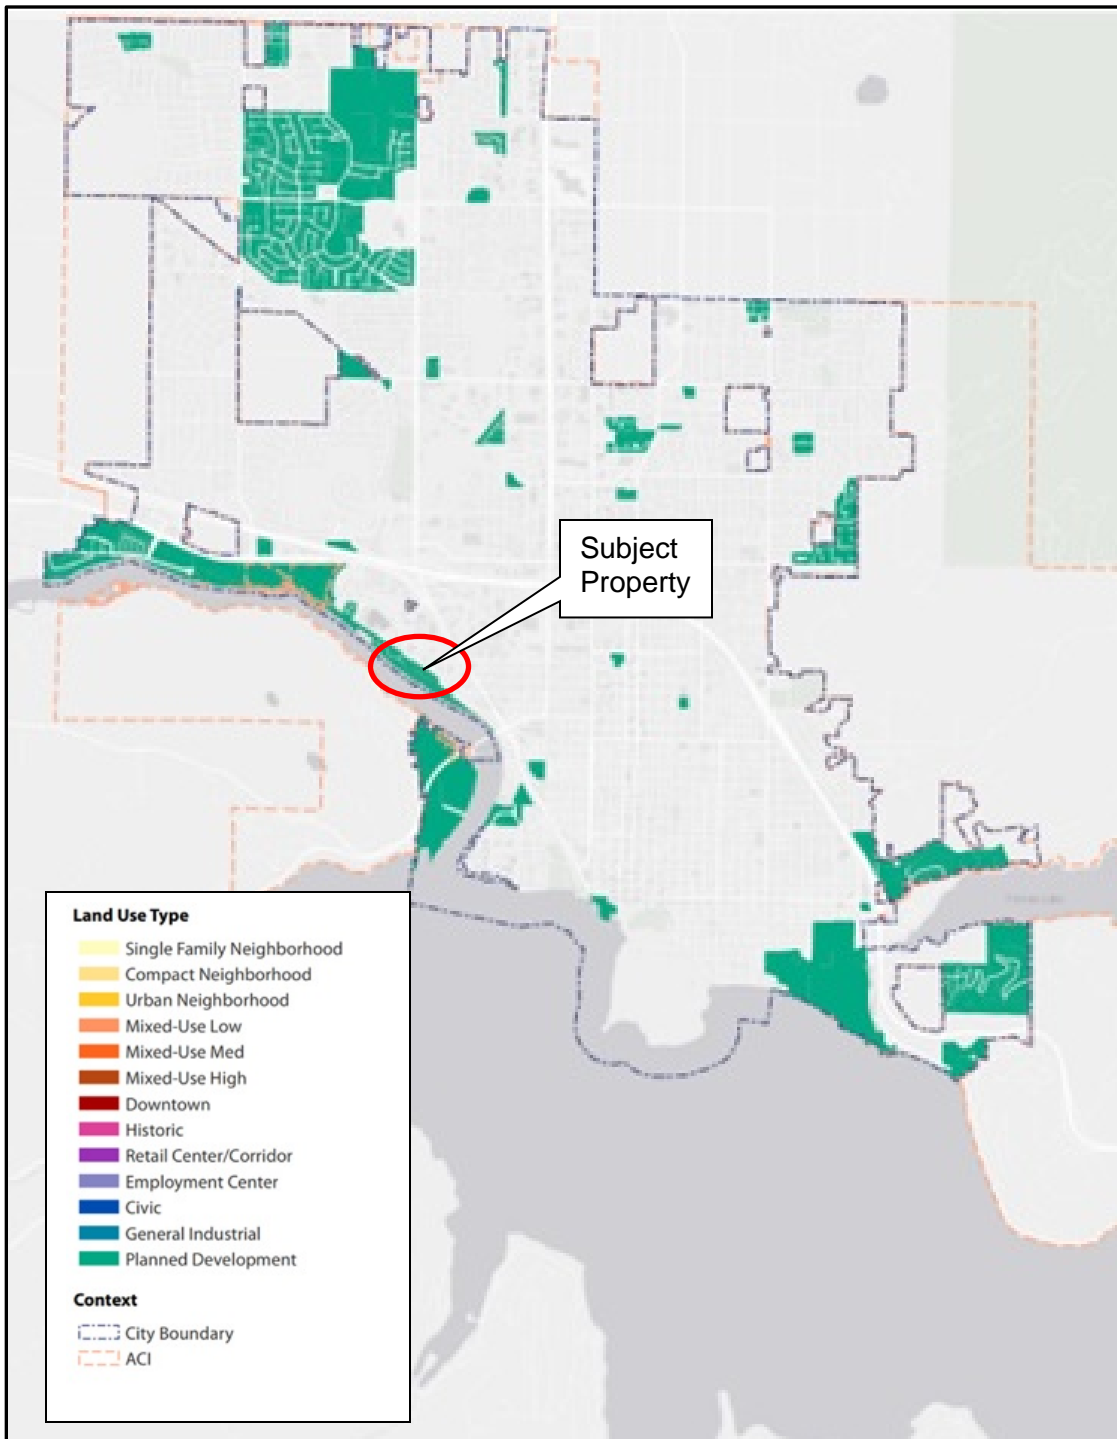 Subject
Property
Land Use Type
Single Family Neighborhood
Compact Neighborhood
Urban Neighborhood
Mixed-Use Low
Mixed-Use Med
Mixed-Use High
Downtown
Historic
Retail Center/Corridor
Employment Center
Civic
General Industrial
Planned Development
Context
City Boundary
ACI